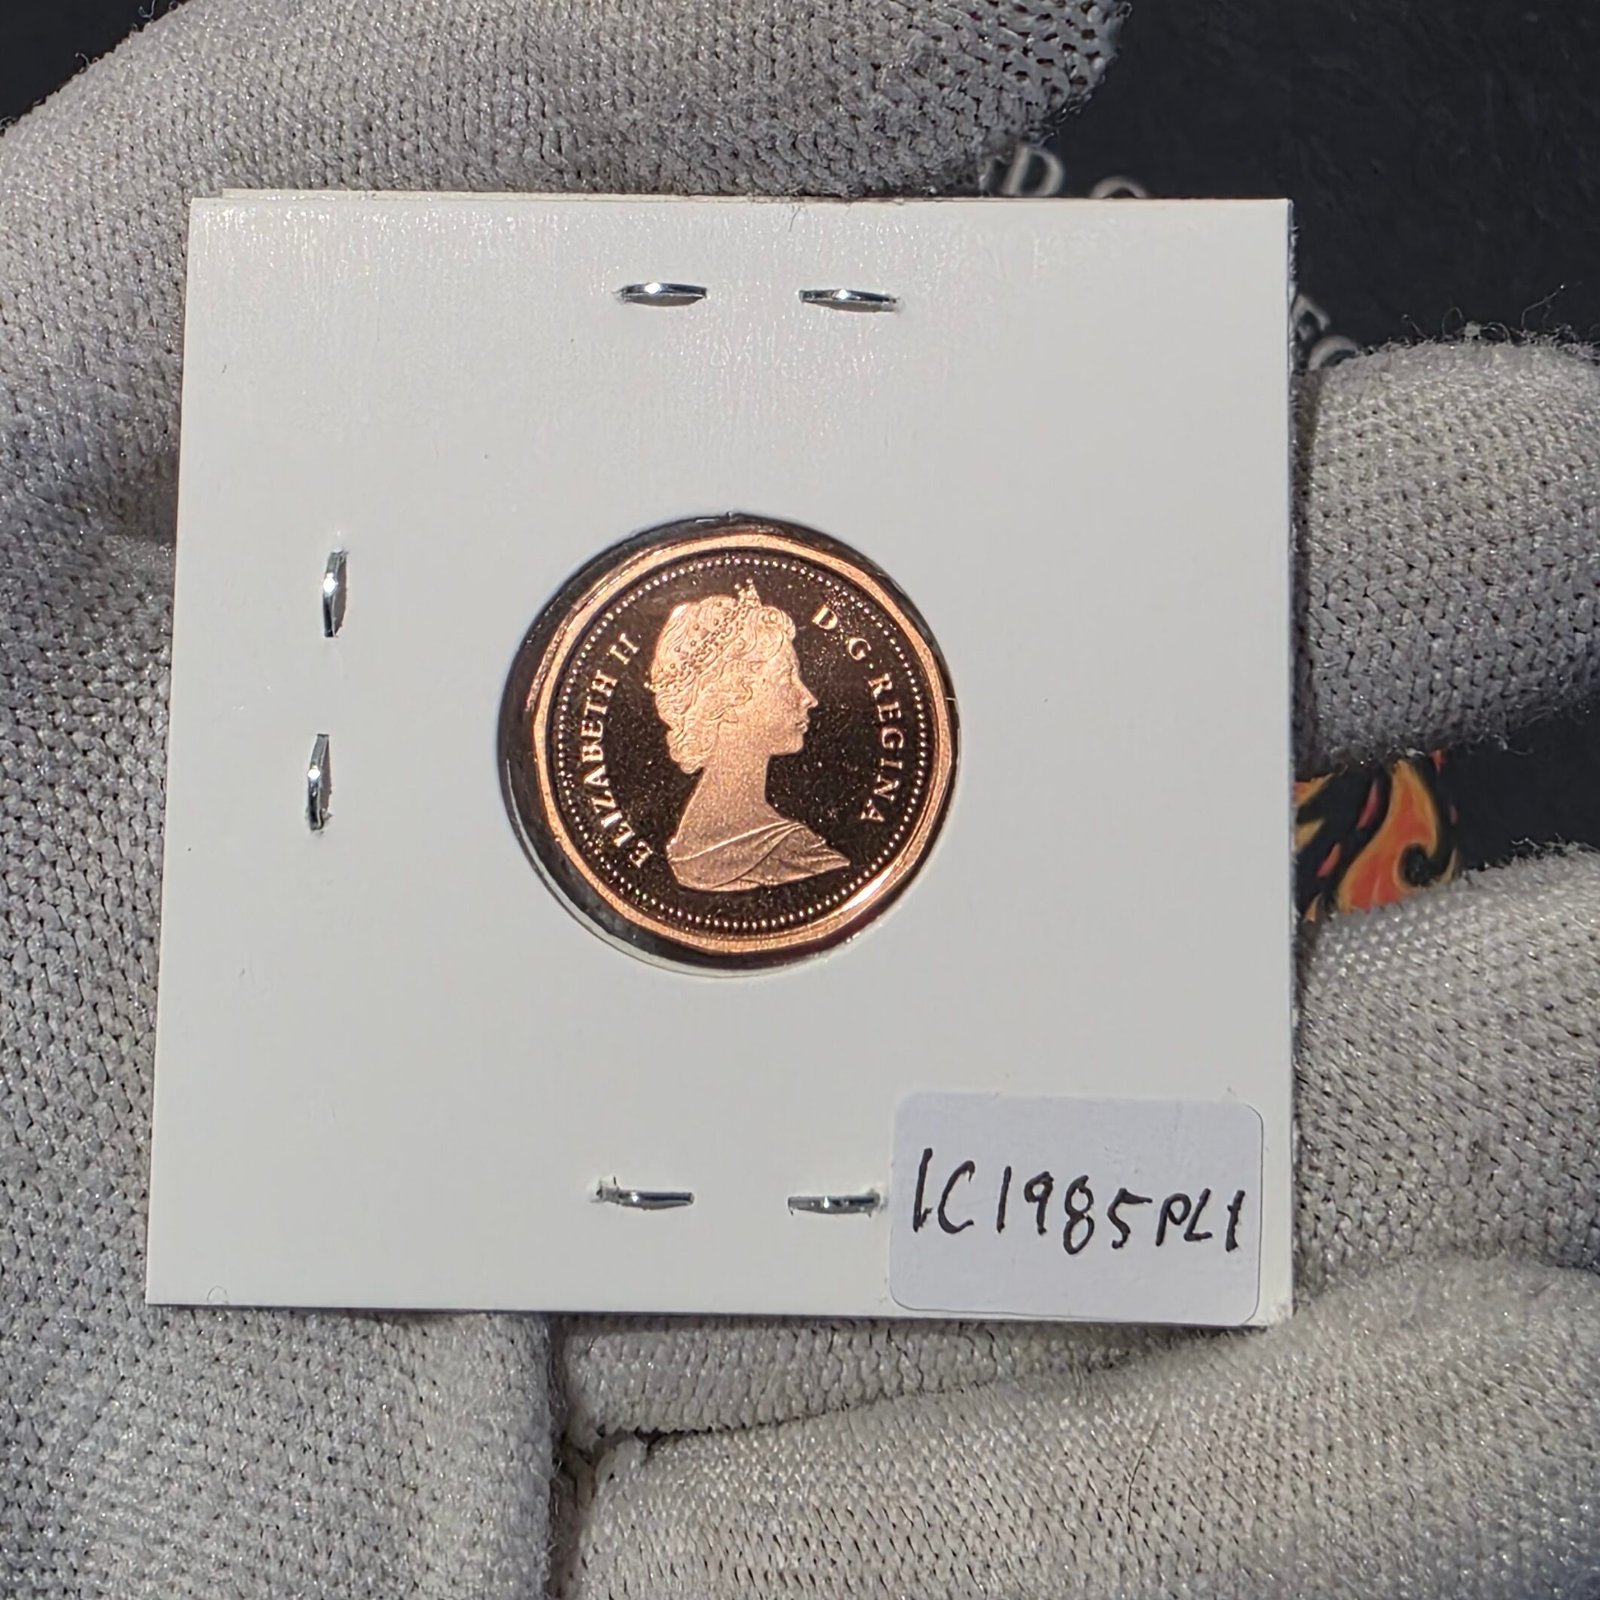 ELIZABETH II D·G·REGINA
1C1985PL1